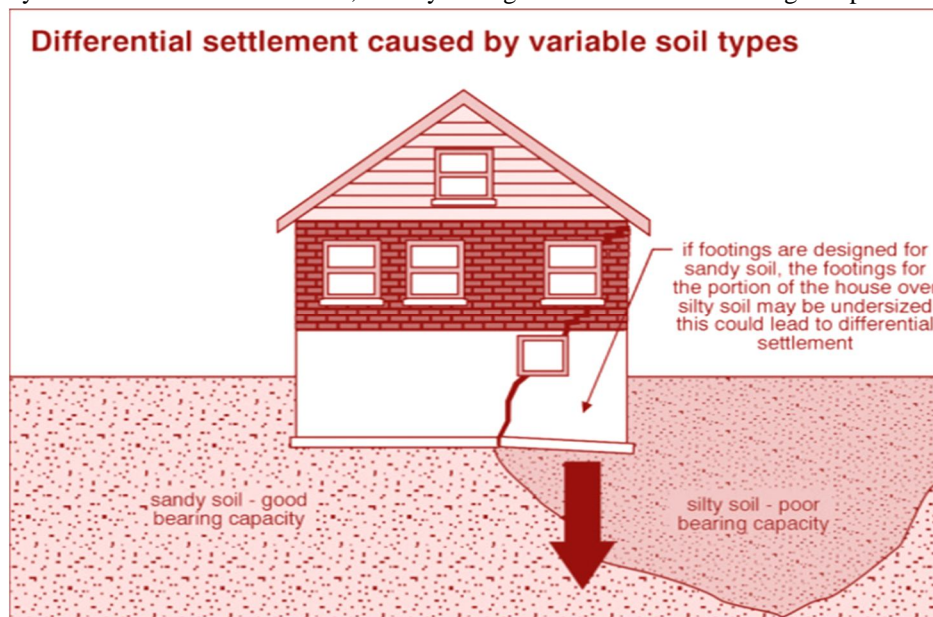 Differential settlement caused by variable soil types
if footings are designed for
sandy soil, the footings for
the portion of the house over
silty soil may be undersized
this could lead to differential
settlement
sandy soil - good
bearing capacity
silty soil - poor
bearing capacity